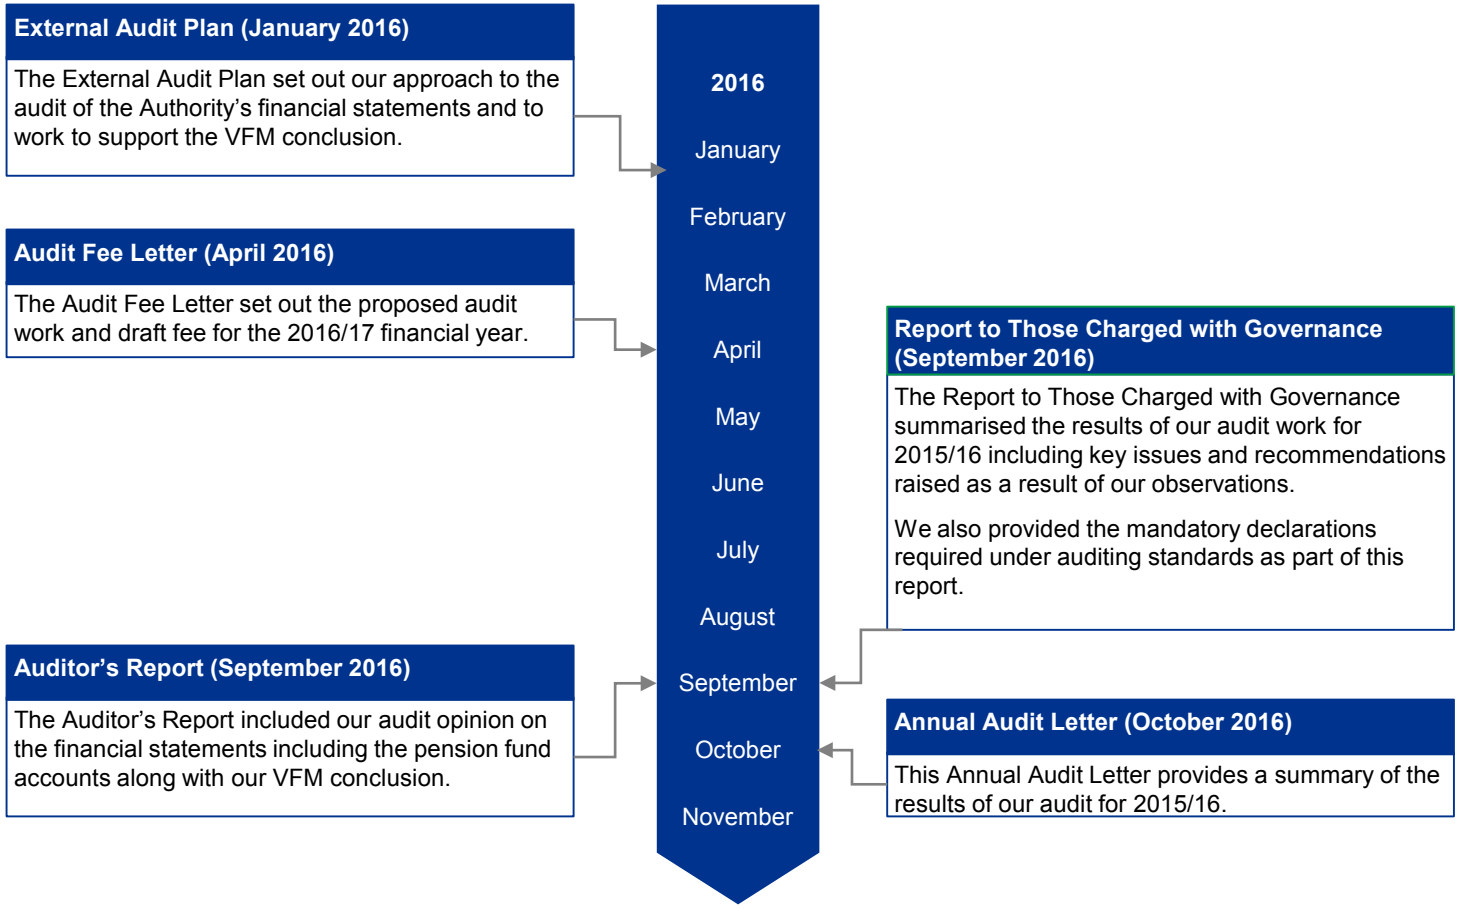 External Audit Plan (January 2016)
The External Audit Plan set out our approach to the
audit of the Authority’s financial statements and to
work to support the VFM conclusion.
Audit Fee Letter (April 2016)
The Audit Fee Letter set out the proposed audit
work and draft fee for the 2016/17 financial year.
Auditor’s Report (September 2016)
The Auditor’s Report included our audit opinion on
the financial statements including the pension fund
accounts along with our VFM conclusion.
2016
January
February
March
April
May
June
July
August
September
October
November
Report to Those Charged with Governance
(September 2016)
The Report to Those Charged with Governance
summarised the results of our audit work for
2015/16 including key issues and recommendations
raised as a result of our observations.
We also provided the mandatory declarations
required under auditing standards as part of this
report.
Annual Audit Letter (October 2016)
This Annual Audit Letter provides a summary of the
results of our audit for 2015/16.